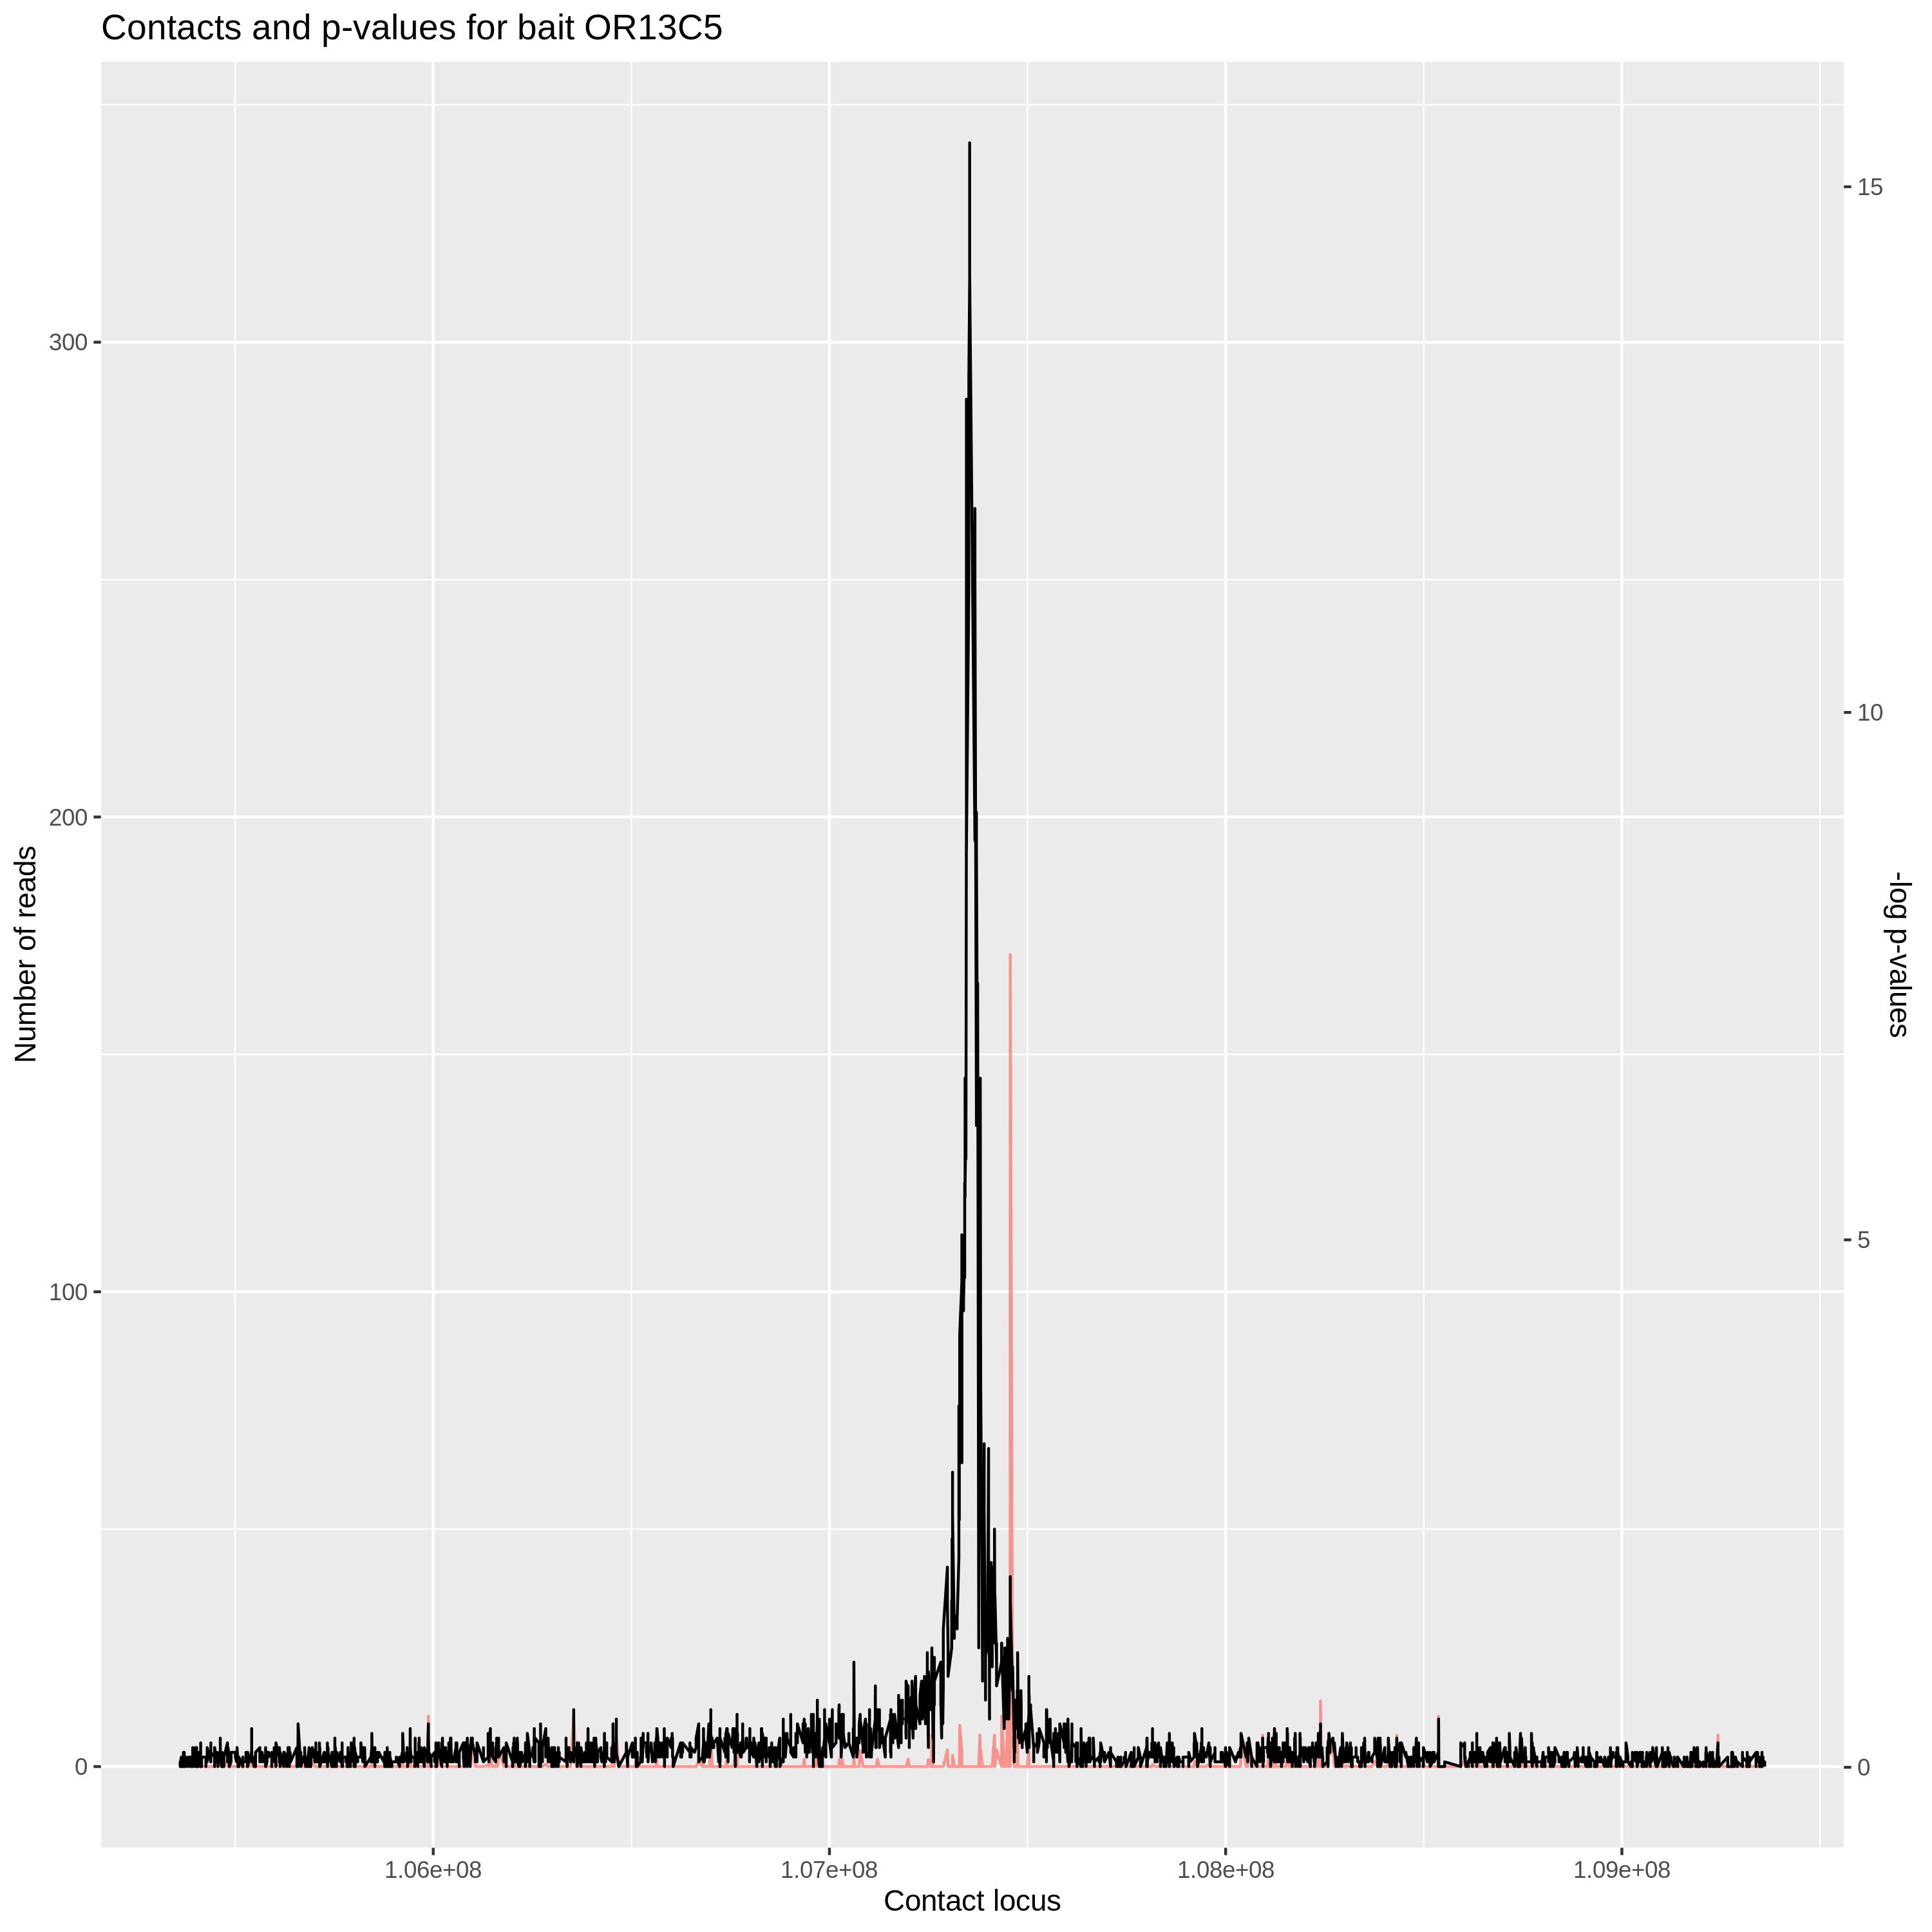 Contacts and p-values for bait OR13C5
Number of reads
300
200
100
0
15
10
5
0
-log p-values
1.06e+08
1.07e+08
1.08e+08
1.09e+08
Contact locus